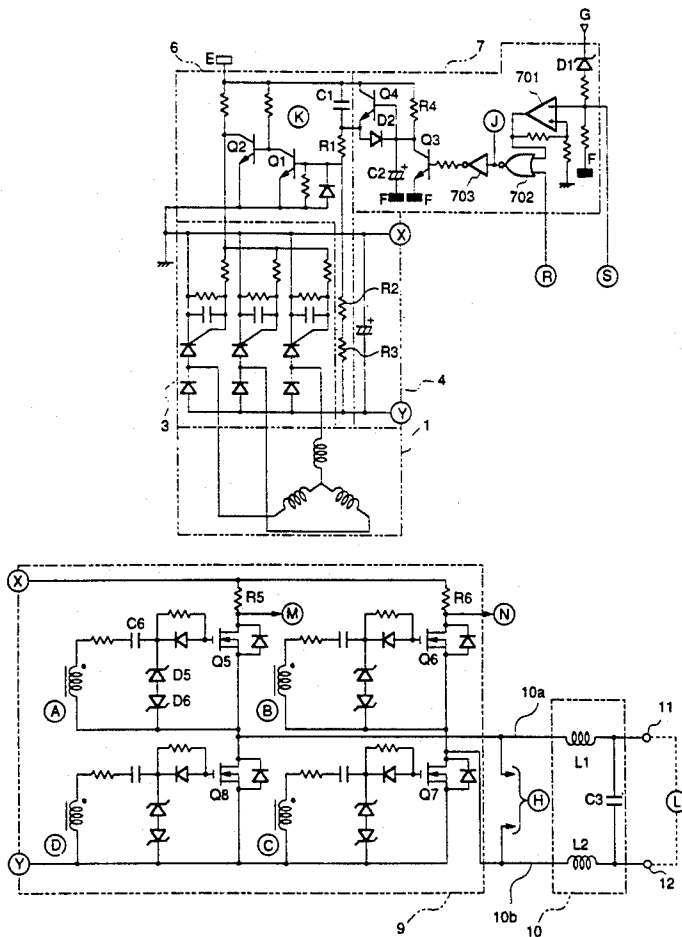 G
6
7
E
D1
701
C1
Q4
R4
K
D2
J
Q3
R1
Q2
Q1
C2
F
702
703
F
F
X
R
S
R2
R3
4
3
Y
1
X
R5
R6
M
N
C6
Q5
Q6
D5
D6
A
B
10a
11
L1
Q8
Q7
H
C3
L
D
C
L2
Y
12
9
10b
10